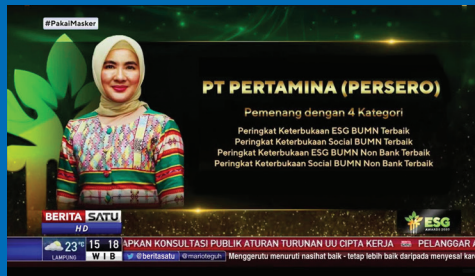 #PakaiMasker
PT PERTAMINA (PERSERO)
Pemenang dengan 4 Kategori
Peringkat Keterbukaan ESG BUMN Terbaik
Peringkat Keterbukaan Social BUMN Terbaik
Peringkat Keterbukaan ESG BUMN Non Bank Terbaik
Peringkat Keterbukaan Social BUMN Non Bank Terbaik
BERITA SATU
HD
ESG
AWARDS
23°C 15 18 APKAN KONSULTASI PUBLIK ATURAN TURUNAN UU CIPTA KERJA PELANGGAR A
LAMPUNG WIB @beritasatu @marioteguh Menggerutu menuruti nasihat baik - tetap lebih baik daripada menyesal ka